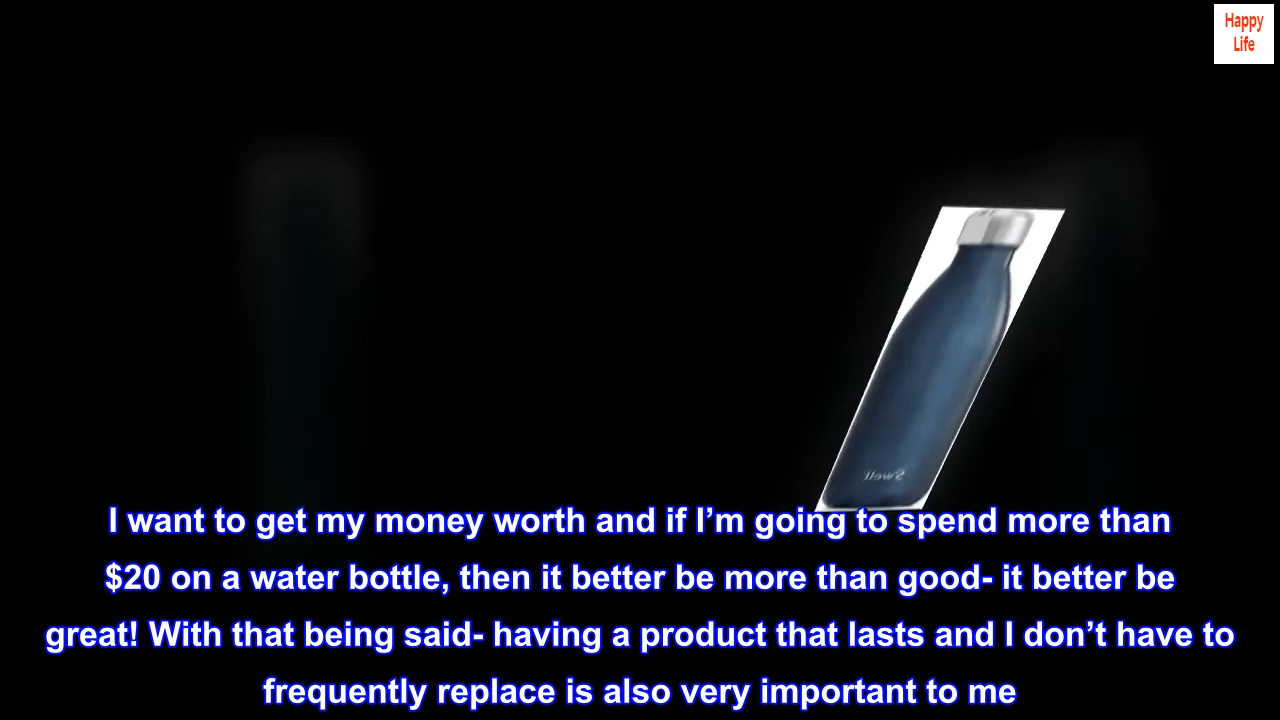 Happy
Life
S'well
I want to get my money worth and if I’m going to spend more than
$20 on a water bottle, then it better be more than good- it better be
great! With that being said- having a product that lasts and I don’t have to
frequently replace is also very important to me